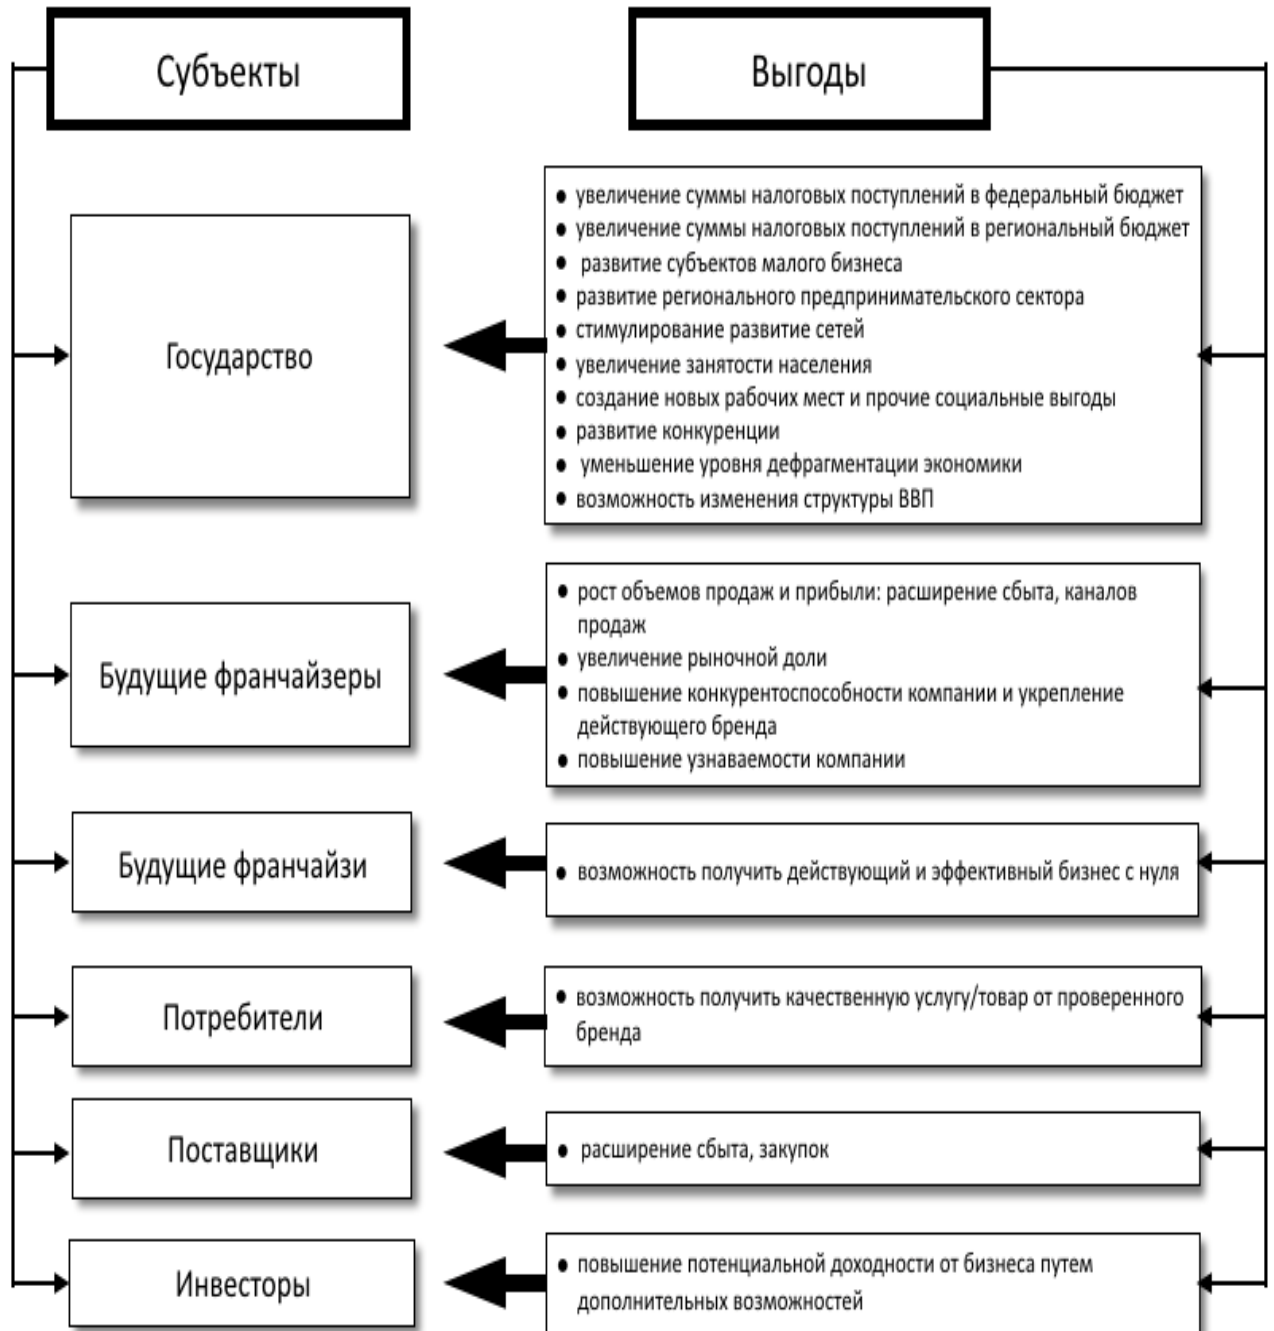 Субъекты
Выгоды
Государство
● увеличение суммы налоговых поступлений в федеральный бюджет
● увеличение суммы налоговых поступлений в региональный бюджет
● развитие субъектов малого бизнеса
● развитие регионального предпринимательского сектора
● стимулирование развитие сетей
● увеличение занятости населения
● создание новых рабочих мест и прочие социальные выгоды
● развитие конкуренции
● уменьшение уровня дефрагментации экономики
● возможность изменения структуры ВВП
Будущие франчайзеры
● рост объемов продаж и прибыли: расширение сбыта, каналов
продаж
● увеличение рыночной доли
● повышение конкурентоспособности компании и укрепление
действующего бренда
● повышение узнаваемости компании
Будущие франчайзи
● возможность получить действующий и эффективный бизнес с нуля
Потребители
● возможность получить качественную услугу/товар от проверенного
бренда
Поставщики
● расширение сбыта, закупок
Инвесторы
● повышение потенциальной доходности от бизнеса путем
дополнительных возможностей